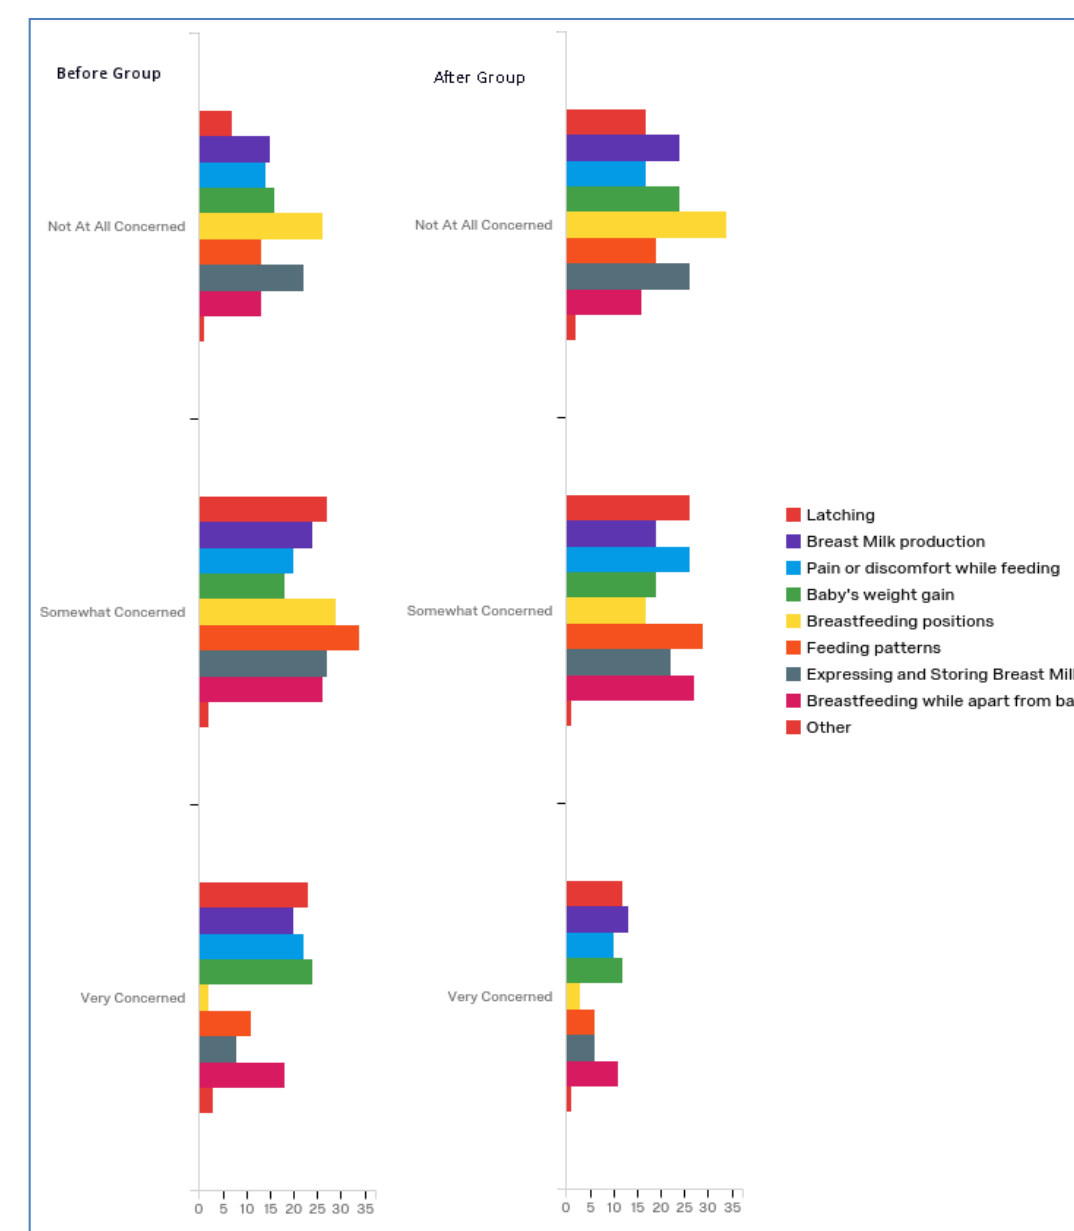 Before Group
Not At All Concerned
Somewhat Concerned
Very Concerned
0 5 10 15 20 25 30 35
After Group
Not At All Concerned
Somewhat Concerned
Very Concerned
0 5 10 15 20 25 30 35
Latching
Breast Milk production
Pain or discomfort while feeding
Baby's weight gain
Breastfeeding positions
Feeding patterns
Expressing and Storing Breast Mil
Breastfeeding while apart from ba
Other